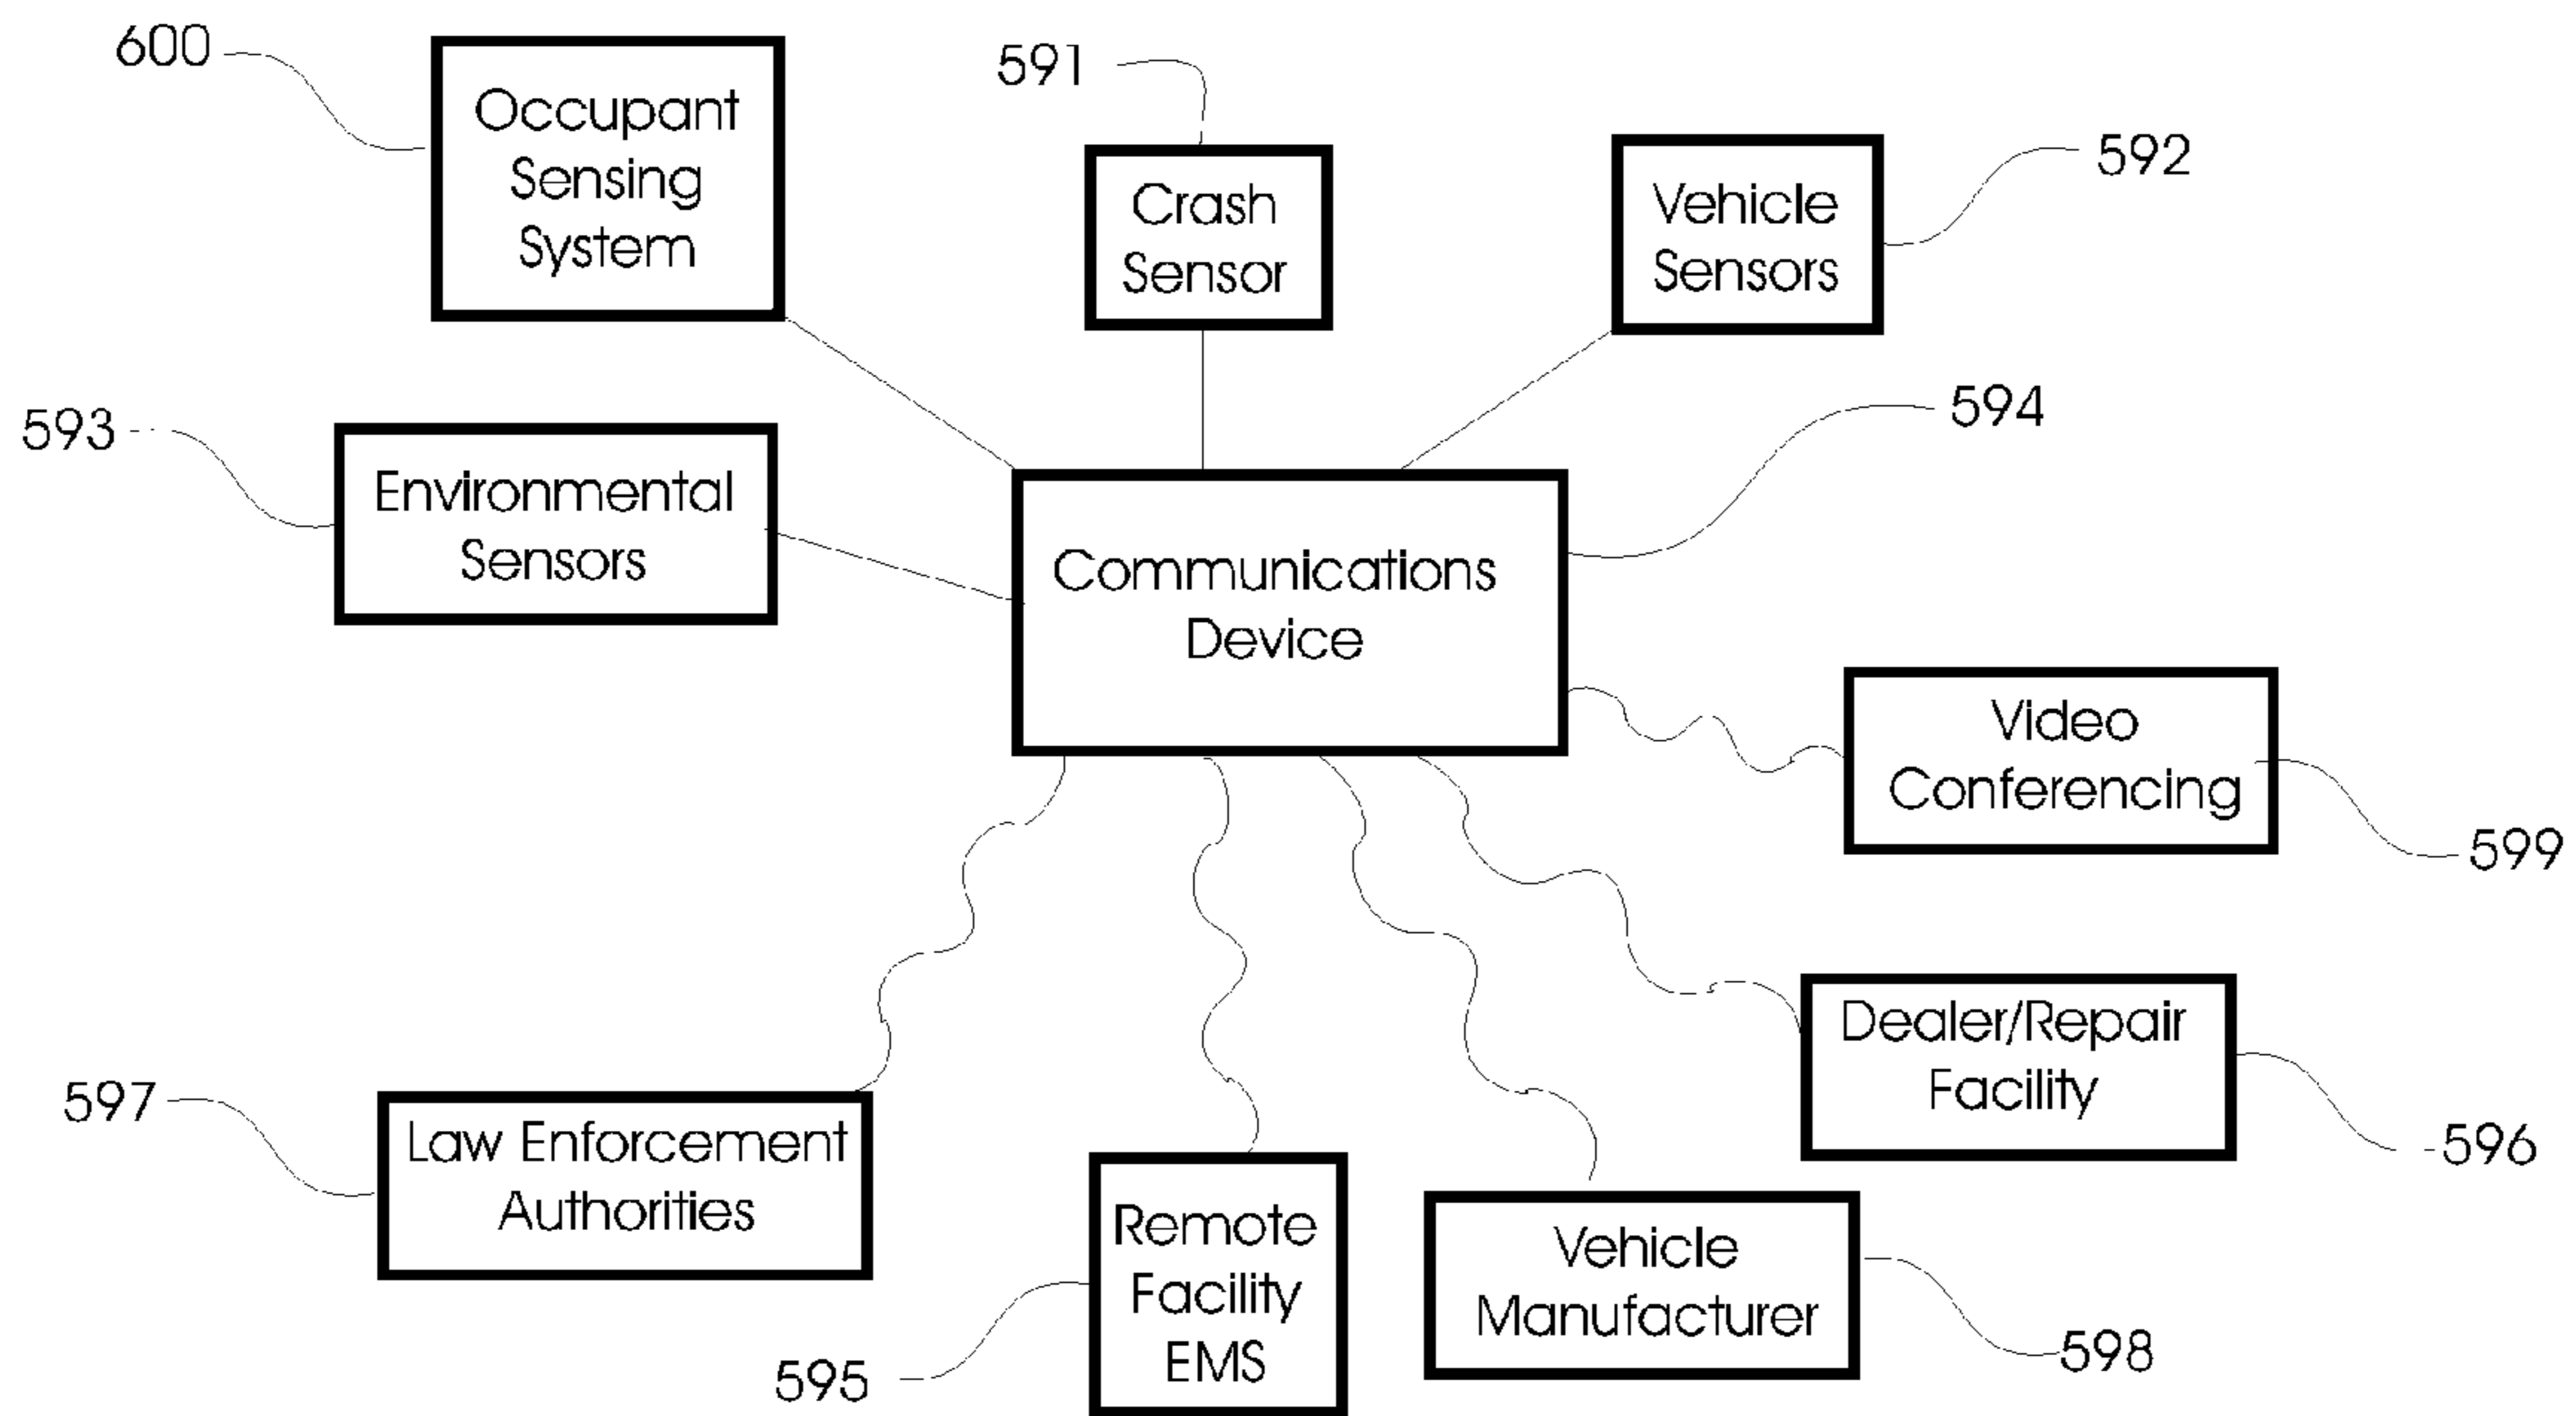 600
Occupant
Sensing
System
591
Crash
Sensor
Vehicle
Sensors
592
593
Environmental
Sensors
594
Communications
Device
Video
Conferencing
599
Dealer/Repair
Facility
596
597
Law Enforcement
Authorities
595
Remote
Facility
EMS
Vehicle
Manufacturer
598